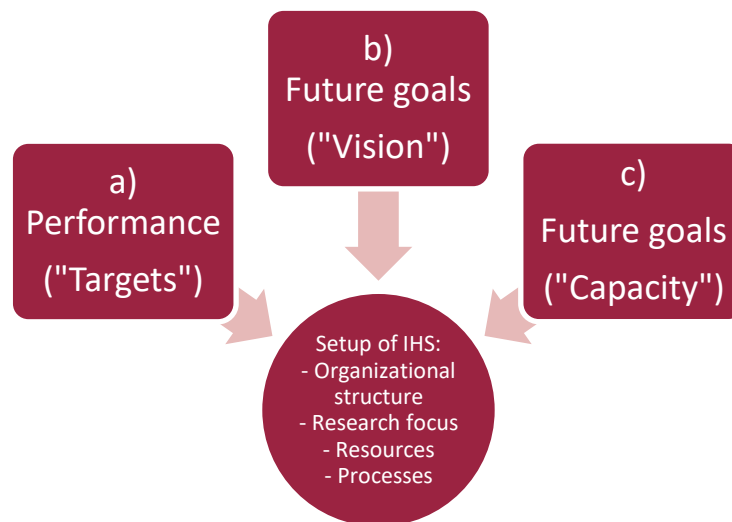 a)
Performance
("Targets")
b)
Future goals
("Vision")
c)
Future goals
("Capacity")
Setup of IHS:
- Organizational
structure
- Research focus
- Resources
- Processes